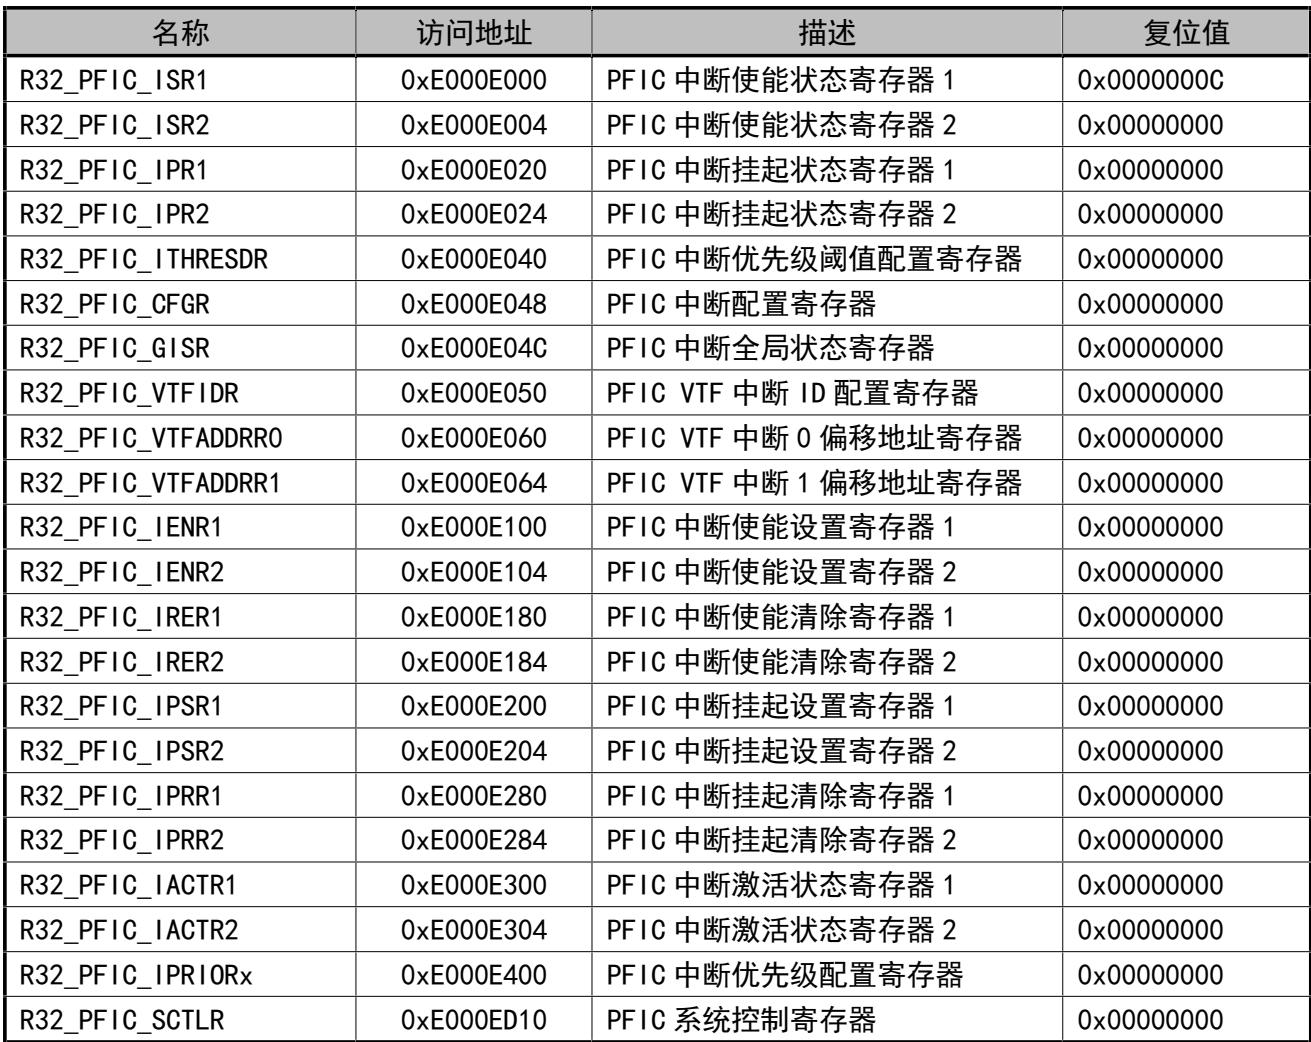 名称 访问地址 描述 复位值
R32_PFIC_ISR1 0xE000E000 PFIC 中断使能状态寄存器 1 0x0000000C
R32_PFIC_ISR2 0xE000E004 PFIC 中断使能状态寄存器 2 0x00000000
R32_PFIC_IPR1 0xE000E020 PFIC 中断挂起状态寄存器 1 0x00000000
R32_PFIC_IPR2 0xE000E024 PFIC 中断挂起状态寄存器 2 0x00000000
R32_PFIC_ITHRESDR 0xE000E040 PFIC 中断优先级阈值配置寄存器 0x00000000
R32_PFIC_CFGR 0xE000E048 PFIC 中断配置寄存器 0x00000000
R32_PFIC_GISR 0xE000E04C PFIC 中断全局状态寄存器 0x00000000
R32_PFIC_VTFIDR 0xE000E050 PFIC VTF 中断 ID 配置寄存器 0x00000000
R32_PFIC_VTFADDRR0 0xE000E060 PFIC VTF 中断 0 偏移地址寄存器 0x00000000
R32_PFIC_VTFADDRR1 0xE000E064 PFIC VTF 中断 1 偏移地址寄存器 0x00000000
R32_PFIC_IENR1 0xE000E100 PFIC 中断使能设置寄存器 1 0x00000000
R32_PFIC_IENR2 0xE000E104 PFIC 中断使能设置寄存器 2 0x00000000
R32_PFIC_IRER1 0xE000E180 PFIC 中断使能清除寄存器 1 0x00000000
R32_PFIC_IRER2 0xE000E184 PFIC 中断使能清除寄存器 2 0x00000000
R32_PFIC_IPSR1 0xE000E200 PFIC 中断挂起设置寄存器 1 0x00000000
R32_PFIC_IPSR2 0xE000E204 PFIC 中断挂起设置寄存器 2 0x00000000
R32_PFIC_IPRR1 0xE000E280 PFIC 中断挂起清除寄存器 1 0x00000000
R32_PFIC_IPRR2 0xE000E284 PFIC 中断挂起清除寄存器 2 0x00000000
R32_PFIC_IACTR1 0xE000E300 PFIC 中断激活状态寄存器 1 0x00000000
R32_PFIC_IACTR2 0xE000E304 PFIC 中断激活状态寄存器 2 0x00000000
R32_PFIC_IPRIORx 0xE000E400 PFIC 中断优先级配置寄存器 0x00000000
R32_PFIC_SCTLR 0xE000ED10 PFIC 系统控制寄存器 0x00000000